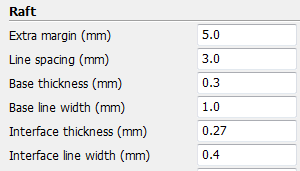 Raft
Extra margin (mm) 5.0
Line spacing (mm) 3.0
Base thickness (mm) 0.3
Base line width (mm) 1.0
Interface thickness (mm) 0.27
Interface line width (mm) 0.4